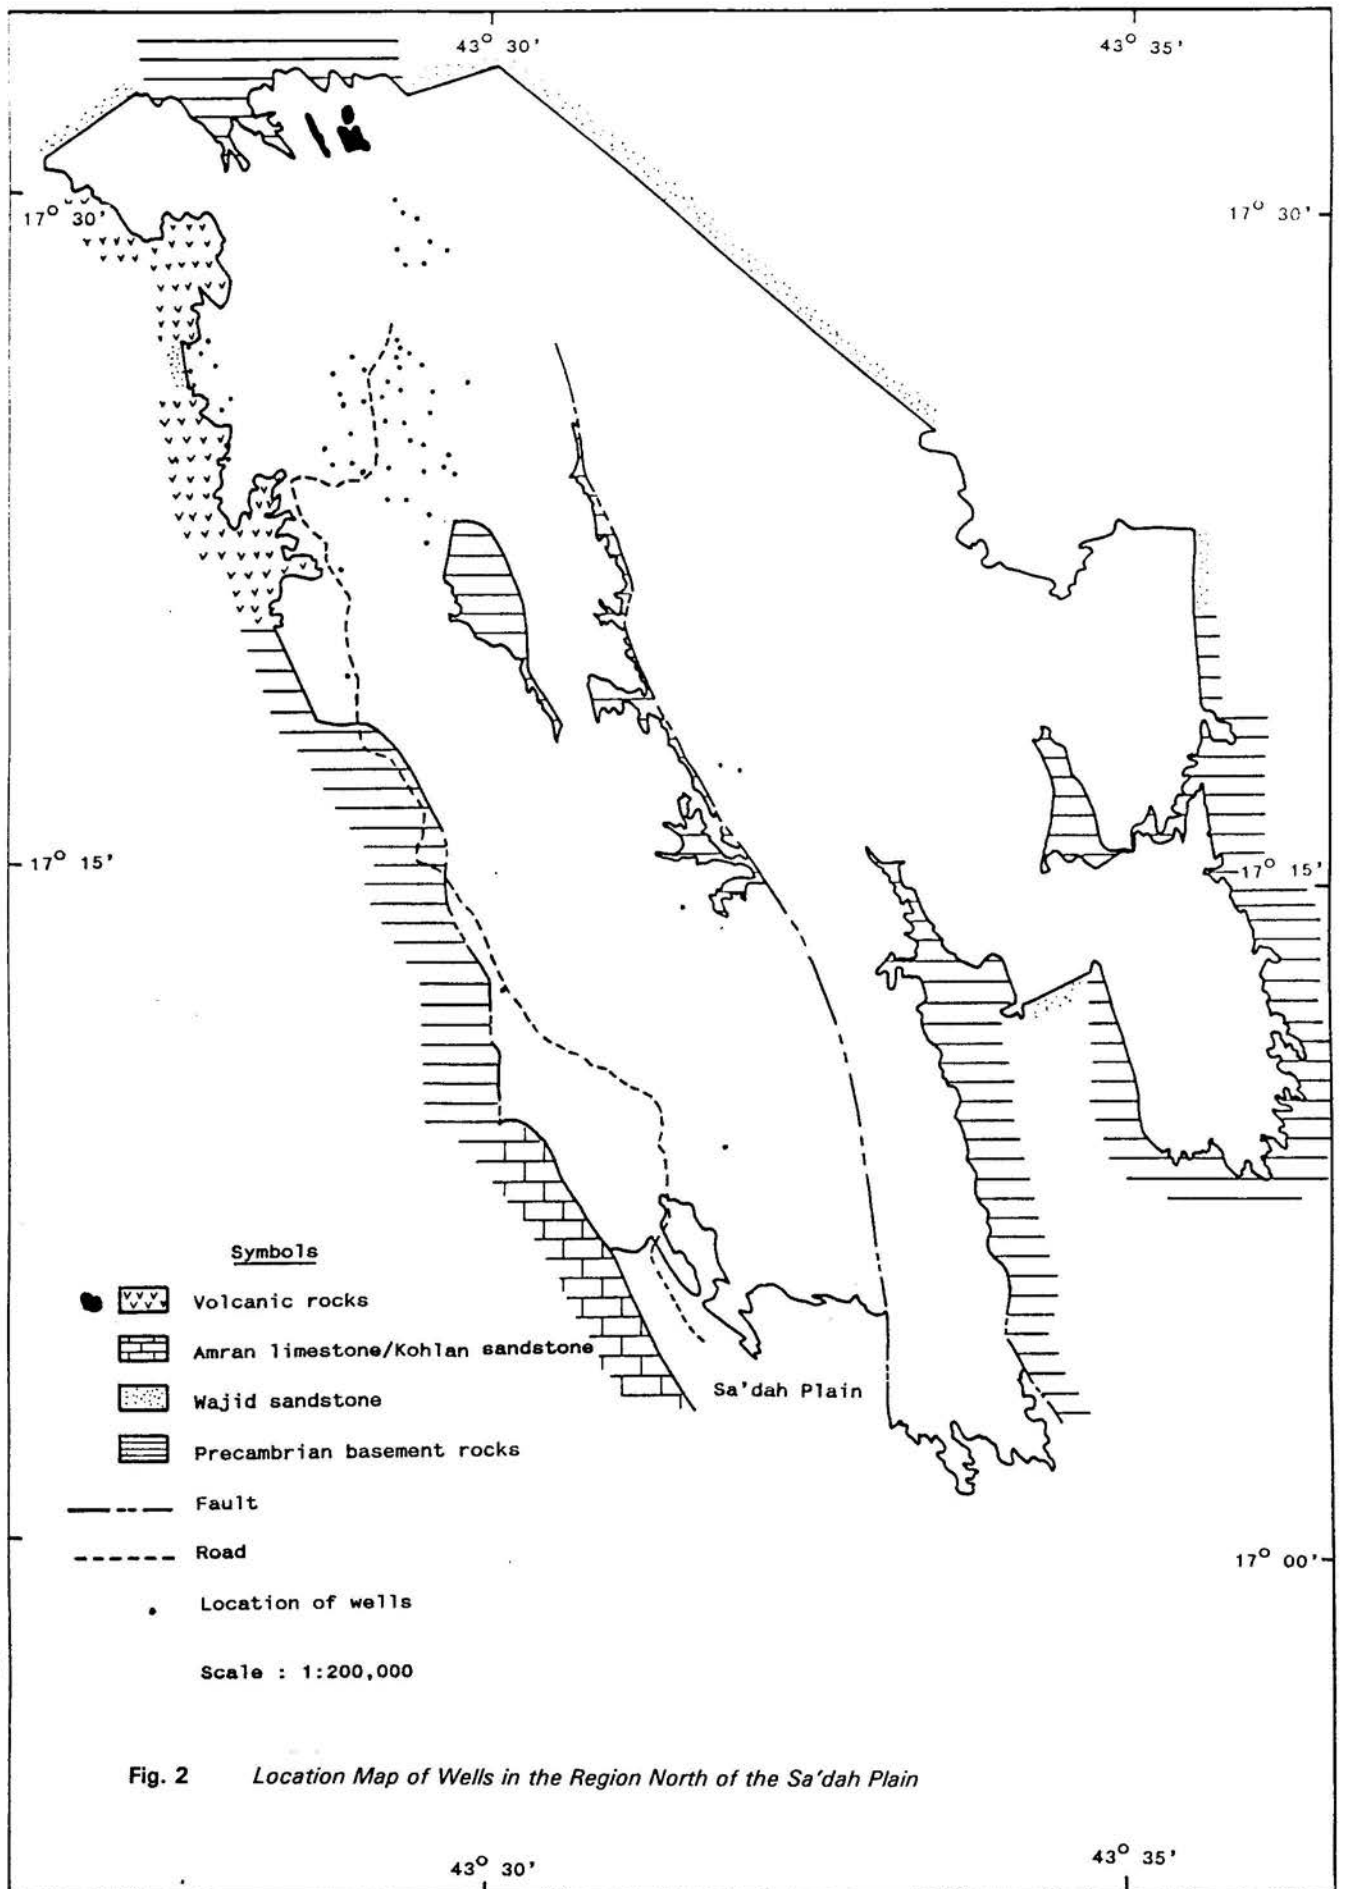 43° 30'
43° 35'
17° 30'
17° 30'
17° 15'
17° 15'
Symbols
Volcanic rocks
Amran limestone/Kohlan sandstone
Wajid sandstone
Sa'dah Plain
Precambrian basement rocks
Fault
Road
17° 00'
Location of wells
Scale : 1:200,000
Fig. 2 Location Map of Wells in the Region North of the Sa'dah Plain
43° 30'
43° 35'